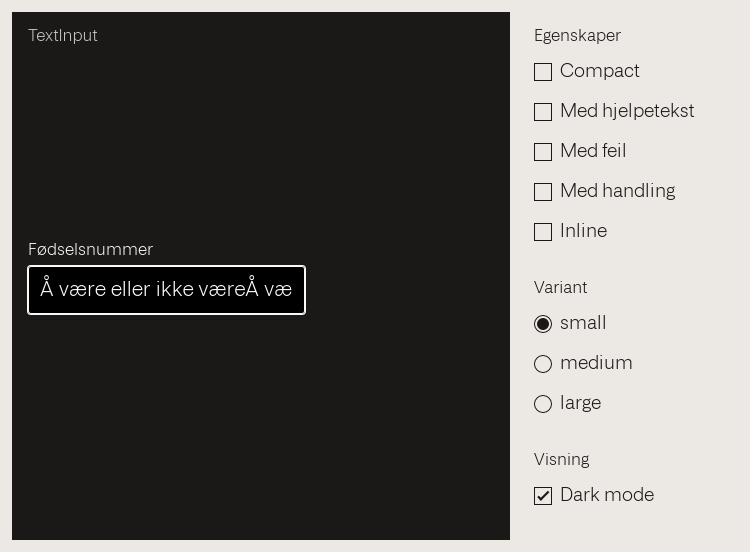 TextInput
Fødselsnummer
Å være eller ikke væreÅ væ
Egenskaper
Compact
Med hjelpetekst
Med feil
Med handling
Inline
Variant
small
medium
large
Visning
Dark mode